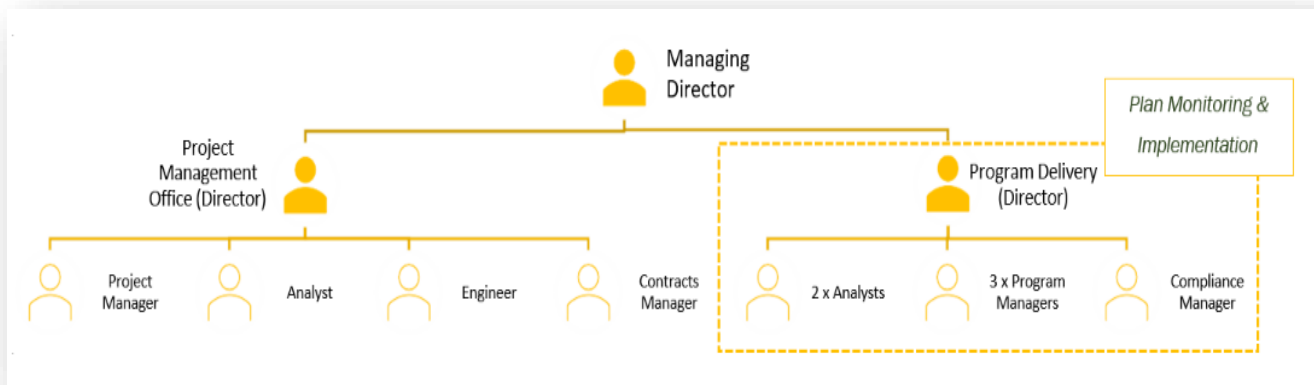 Managing
Director
Plan Monitoring &
Implementation
Project
Management
Office (Director)
Program Delivery
(Director)
Project
Manager
Analyst
Engineer
Contracts
Manager
2 x Analysts
3 x Program
Managers
Compliance
Manager